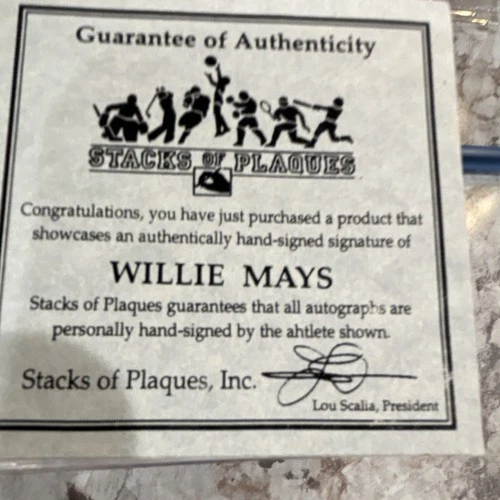 Guarantee of Authenticity
STACKS OF PLAQUES
Congratulations, you have just purchased a product that
showcases an authentically hand-signed signature of
WILLIE MAYS
Stacks of Plaques guarantees that all autographs are
personally hand-signed by the ahtlete shown.
Stacks of Plaques, Inc.
Lou Scalia, President